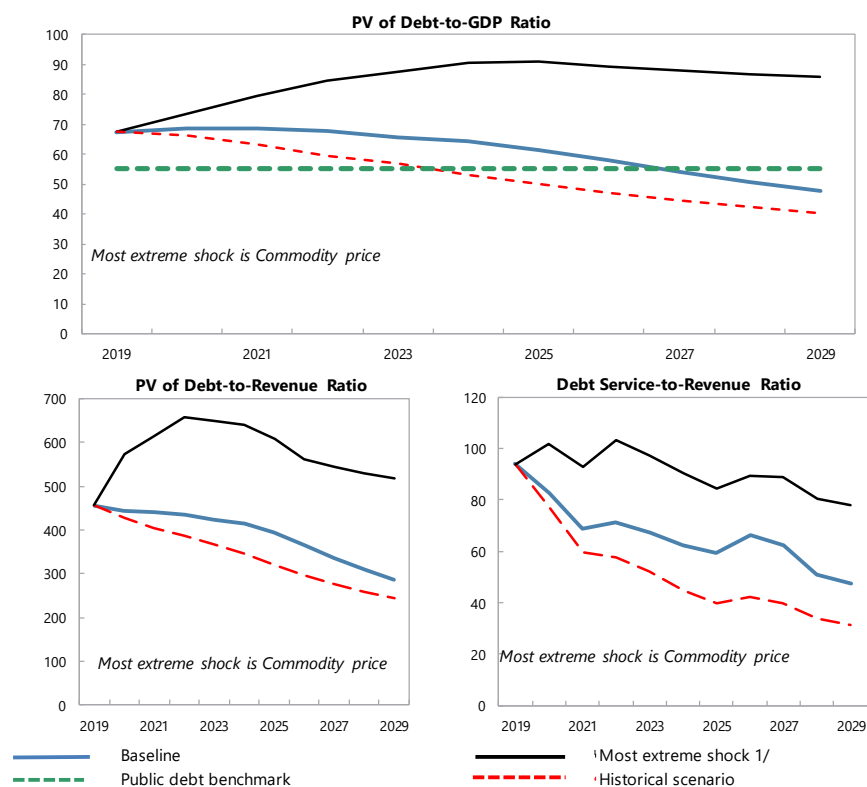 PV of Debt-to-GDP Ratio
100
90
80
70
60
50
40
30
20
10
0
Most extreme shock is Commodity price
2019 2021 2023 2025 2027 2029
PV of Debt-to-Revenue Ratio
700
600
500
400
300
200
100
0
Most extreme shock is Commodity price
2019 2021 2023 2025 2027 2029
Debt Service-to-Revenue Ratio
120
100
80
60
40
20
0
Most extreme shock is Commodity price
2019 2021 2023 2025 2027 2029
Baseline
Public debt benchmark
Most extreme shock 1/
Historical scenario